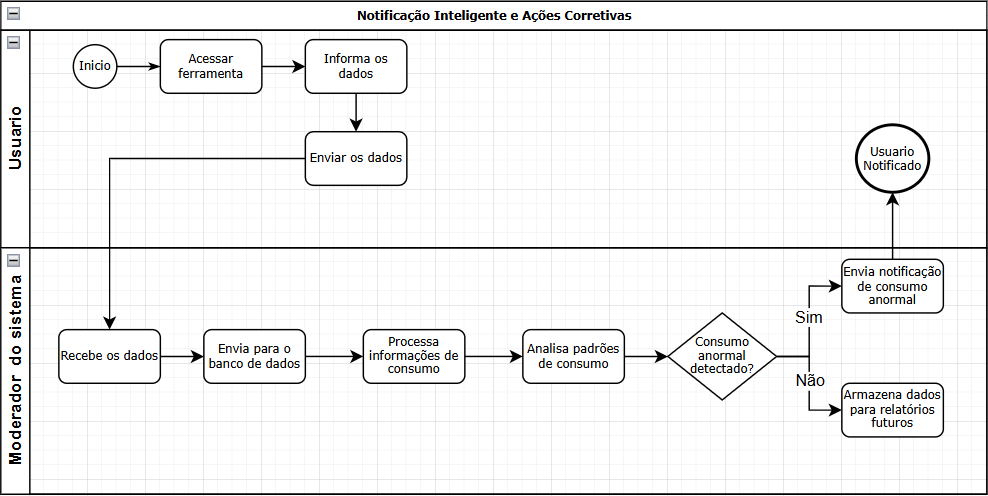 Notificação Inteligente e Ações Corretivas
Usuario
Inicio
Acessar
ferramenta
Informa os
dados
Enviar os dados
Usuario
Notificado
Moderador do sistema
Recebe os dados
Envia para o
banco de dados
Processa
informações de
consumo
Analisa padrões
de consumo
Consumo
anormal
detectado?
Sim
Envia notificação
de consumo
anormal
Não
Armazena dados
para relatórios
futuros